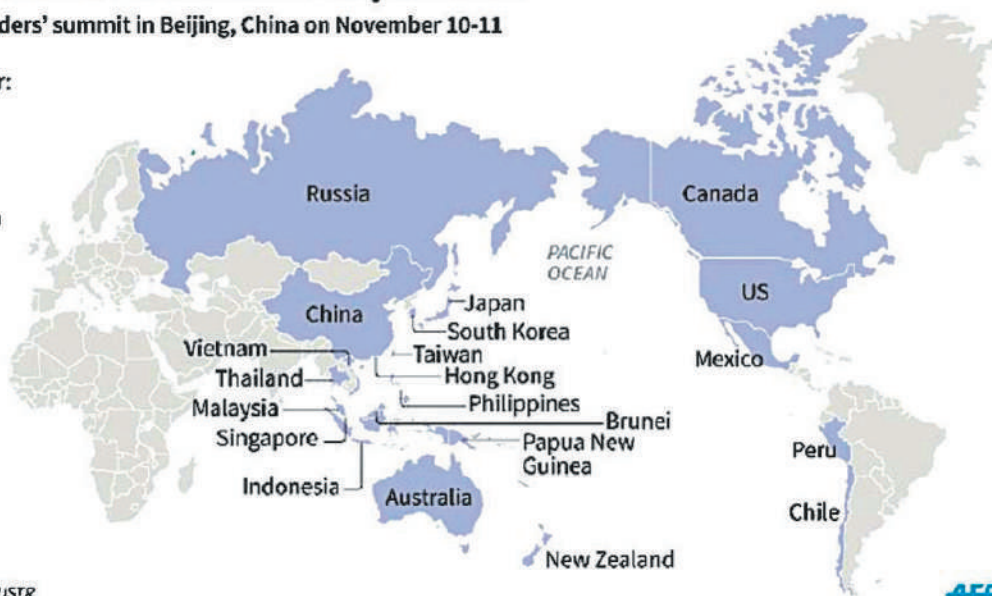 ders’ summit in Beijing, China on November 10-11
r:
Russia
Canada
PACIFIC
OCEAN
US
China
Japan
South Korea
Vietnam
Taiwan
Mexico
Thailand
Hong Kong
Malaysia
Philippines
Singapore
Brunei
Papua New
Guinea
Peru
Indonesia
Australia
Chile
New Zealand